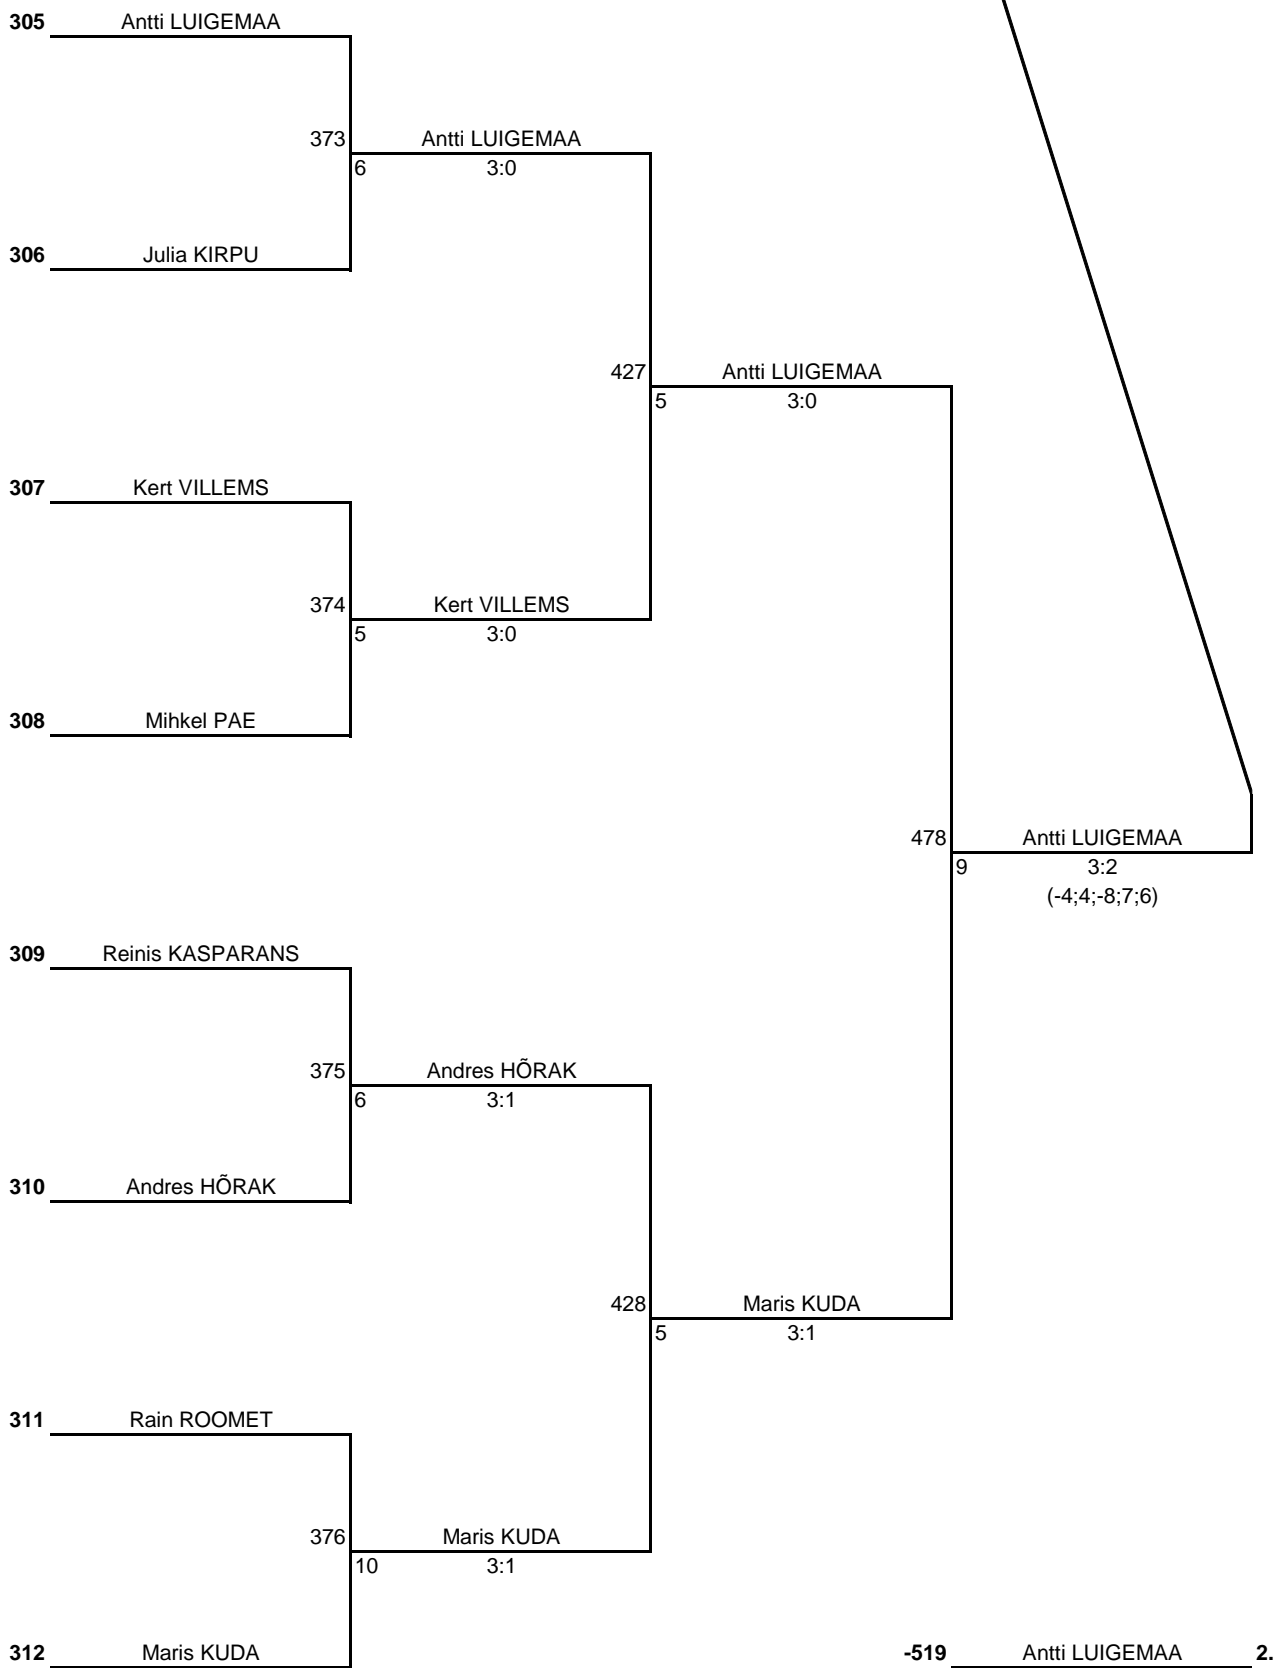 305 Antti LUIGEMAA
373 Antti LUIGEMAA
6 3:0
306 Julia KIRPU
427 Antti LUIGEMAA
5 3:0
307 Kert VILLEMS
374 Kert VILLEMS
5 3:0
308 Mihkel PAE
478 Antti LUIGEMAA
9 3:2
(-4;4;-8;7;6)
309 Reinis KASPARANS
375 Andres HÕRAK
6 3:1
310 Andres HÕRAK
428 Maris KUDA
5 3:1
311 Rain ROOMET
376 Maris KUDA
10 3:1
312 Maris KUDA
-519 Antti LUIGEMAA 2.